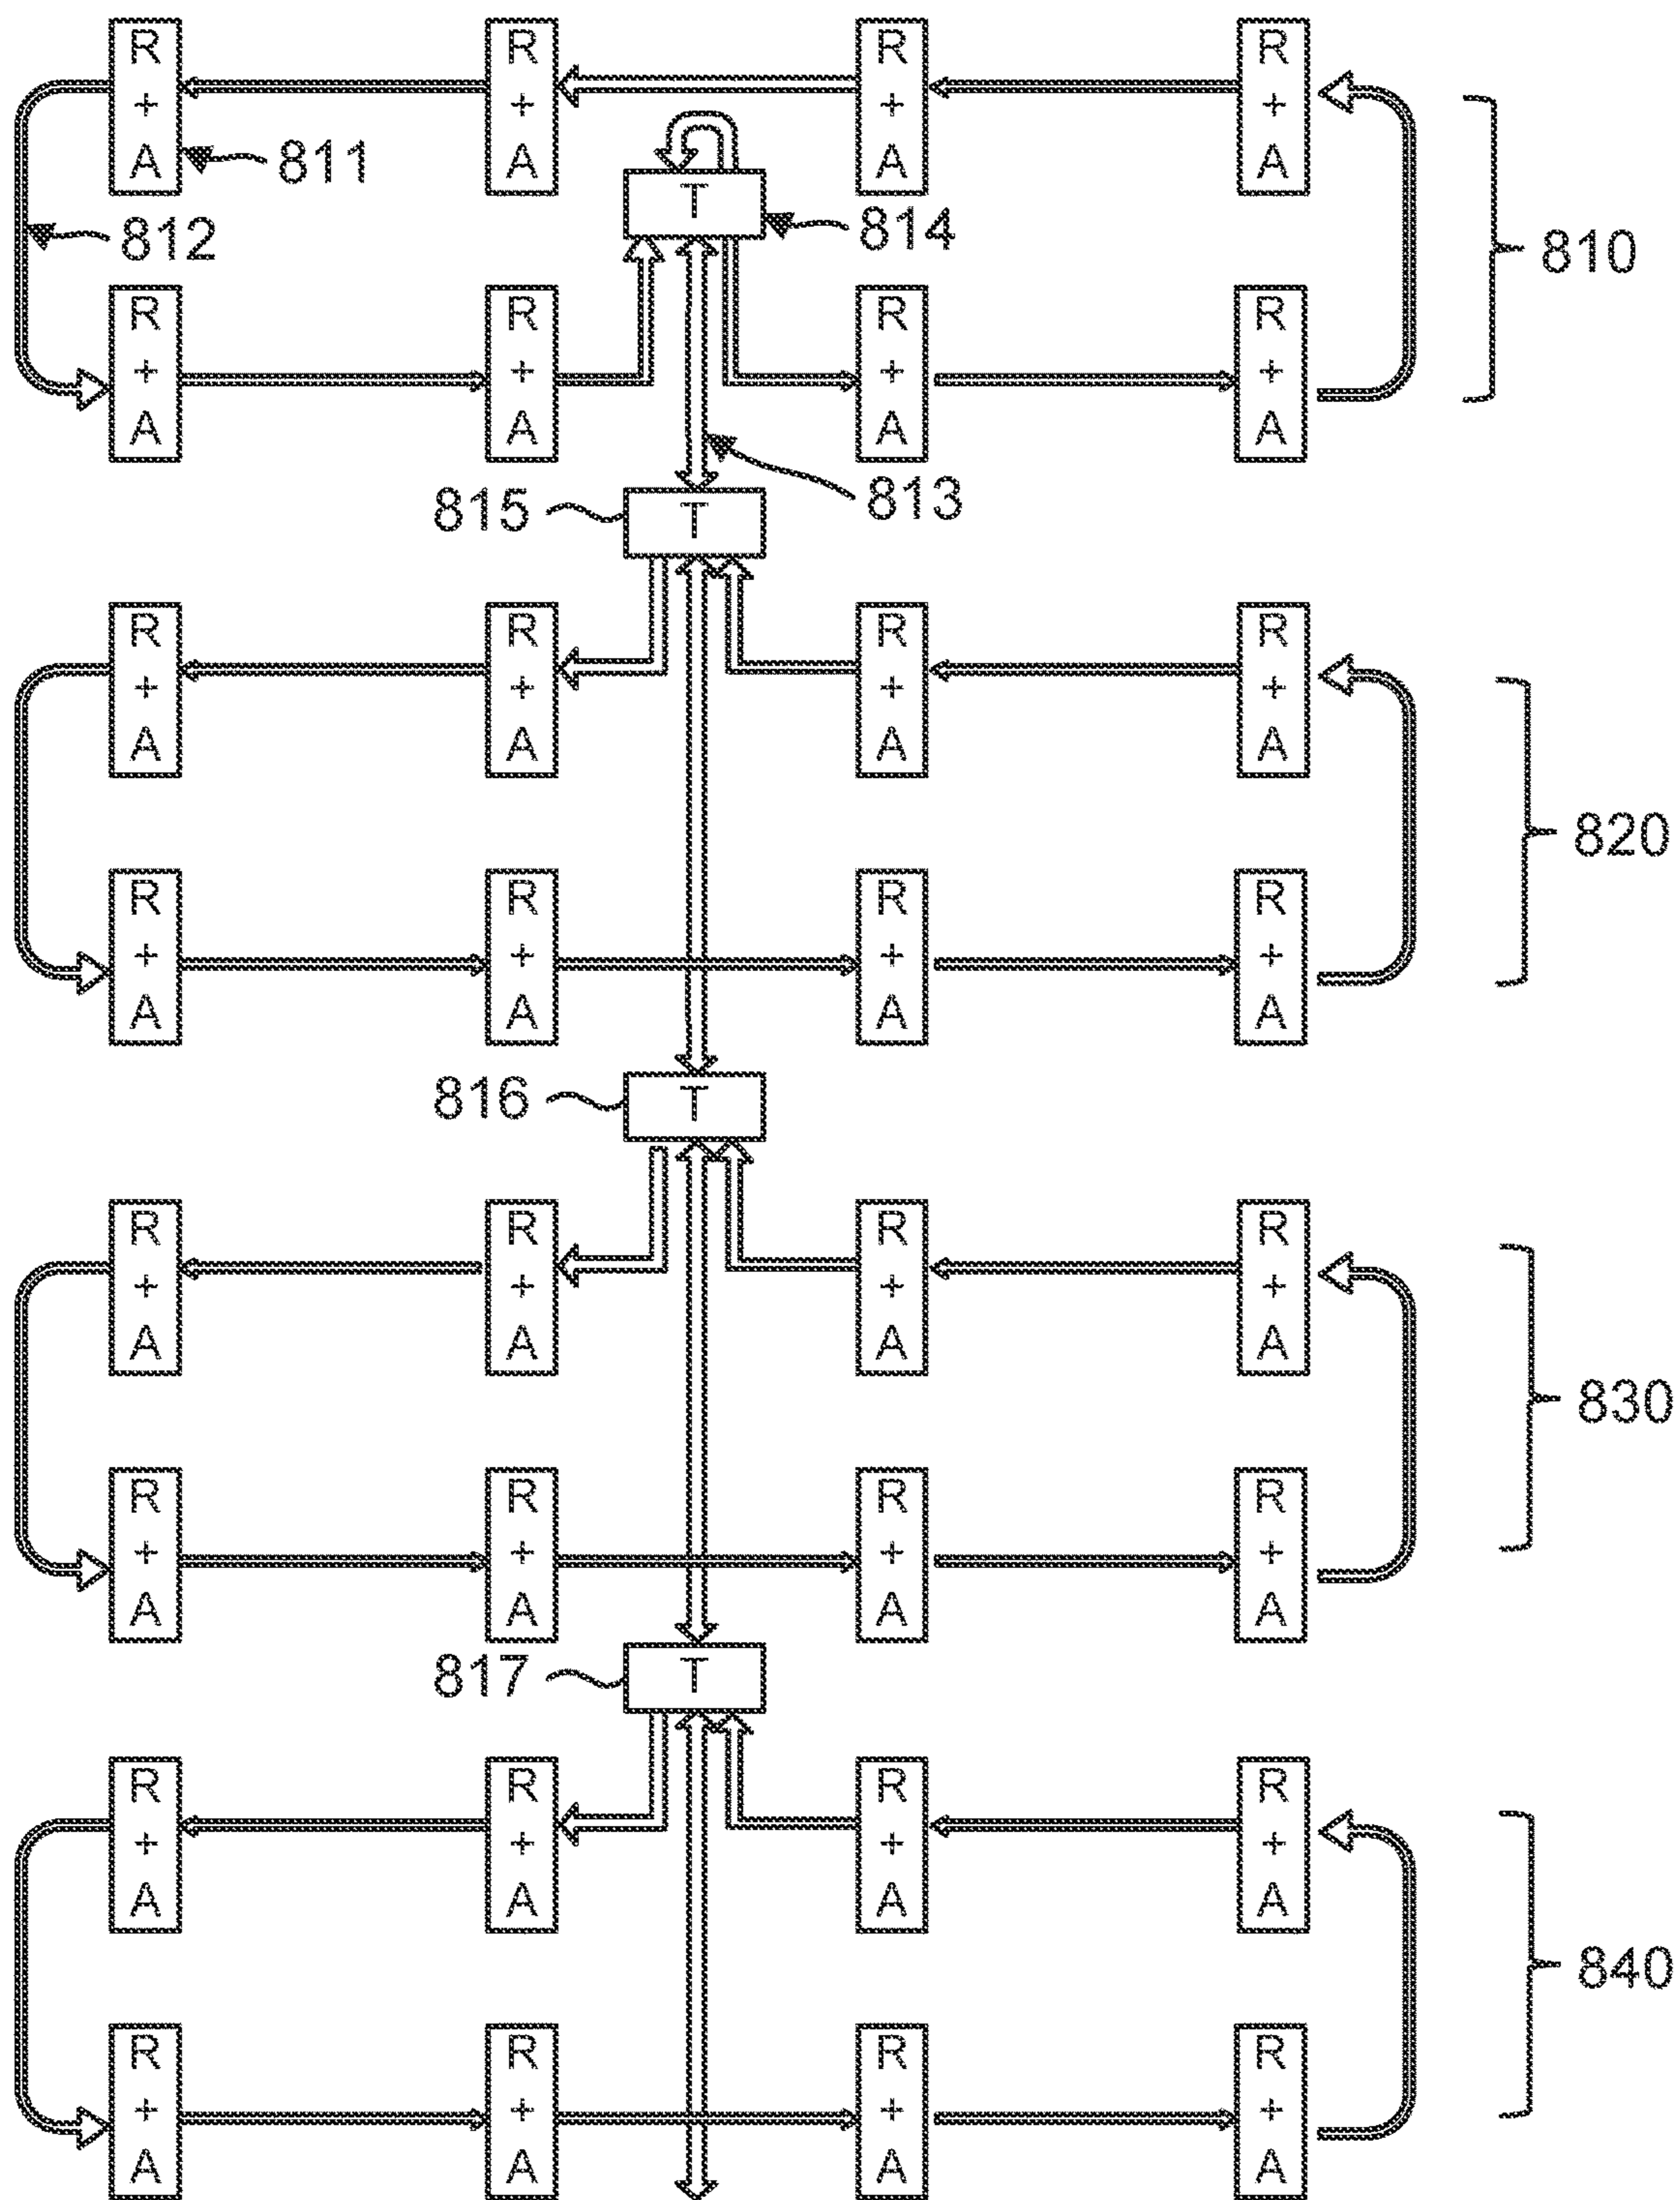 R + A
R + A
R + A
R + A
811
T
814
812
810
R + A
R + A
R + A
R + A
813
815
T
R + A
R + A
R + A
R + A
820
R + A
R + A
R + A
R + A
816
T
R + A
R + A
R + A
R + A
830
R + A
R + A
R + A
R + A
817
T
R + A
R + A
R + A
R + A
840
R + A
R + A
R + A
R + A